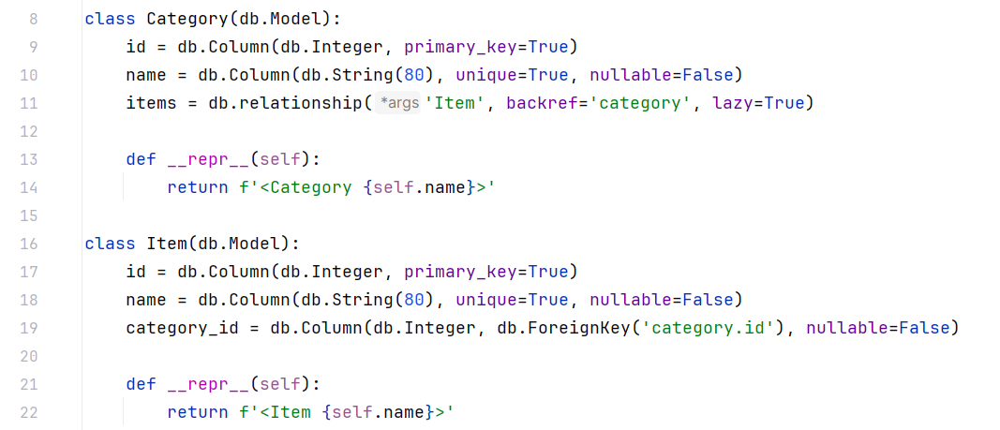 8 class Category(db.Model):
9     id = db.Column(db.Integer, primary_key=True)
10     name = db.Column(db.String(80), unique=True, nullable=False)
11     items = db.relationship( *args 'Item', backref='category', lazy=True)
12
13     def __repr__(self):
14         return f'<Category {self.name}>'
15
16 class Item(db.Model):
17     id = db.Column(db.Integer, primary_key=True)
18     name = db.Column(db.String(80), unique=True, nullable=False)
19     category_id = db.Column(db.Integer, db.ForeignKey('category.id'), nullable=False)
20
21     def __repr__(self):
22         return f'<Item {self.name}>'